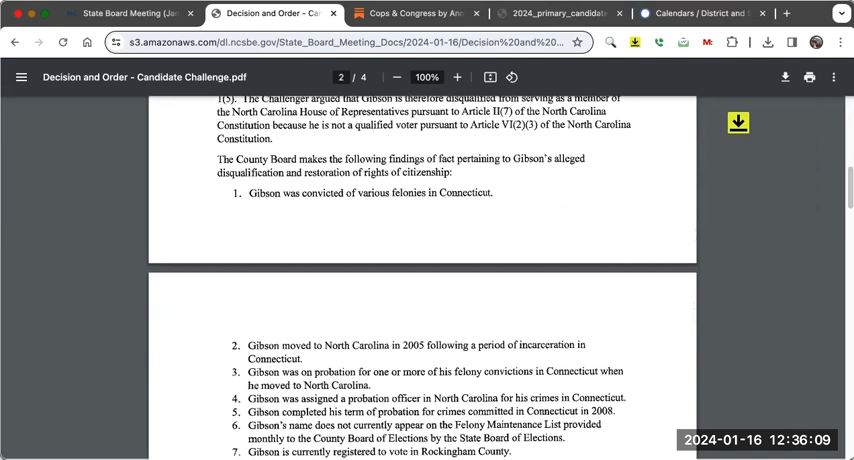 State Board Meeting (Jan
Decision and Order - Ca
Cops & Congress by Ann
2024_primary_candidate
Calendars / District and S
s3.amazonaws.com/dl.ncsbe.gov/State_Board_Meeting_Docs/2024-01-16/Decision%20and%20...
Decision and Order - Candidate Challenge.pdf
2 / 4
100%
1(5). The Challenger argued that Gibson is therefore disqualified from serving as a member of
the North Carolina House of Representatives pursuant to Article II(7) of the North Carolina
Constitution because he is not a qualified voter pursuant to Article VI(2)(3) of the North Carolina
Constitution.
The County Board makes the following findings of fact pertaining to Gibson's alleged
disqualification and restoration of rights of citizenship:
1. Gibson was convicted of various felonies in Connecticut.
2. Gibson moved to North Carolina in 2005 following a period of incarceration in
Connecticut.
3. Gibson was on probation for one or more of his felony convictions in Connecticut when
he moved to North Carolina.
4. Gibson was assigned a probation officer in North Carolina for his crimes in Connecticut.
5. Gibson completed his term of probation for crimes committed in Connecticut in 2008.
6. Gibson's name does not currently appear on the Felony Maintenance List provided
monthly to the County Board of Elections by the State Board of Elections.
7. Gibson is currently registered to vote in Rockingham County.
2024-01-16 12:36:09